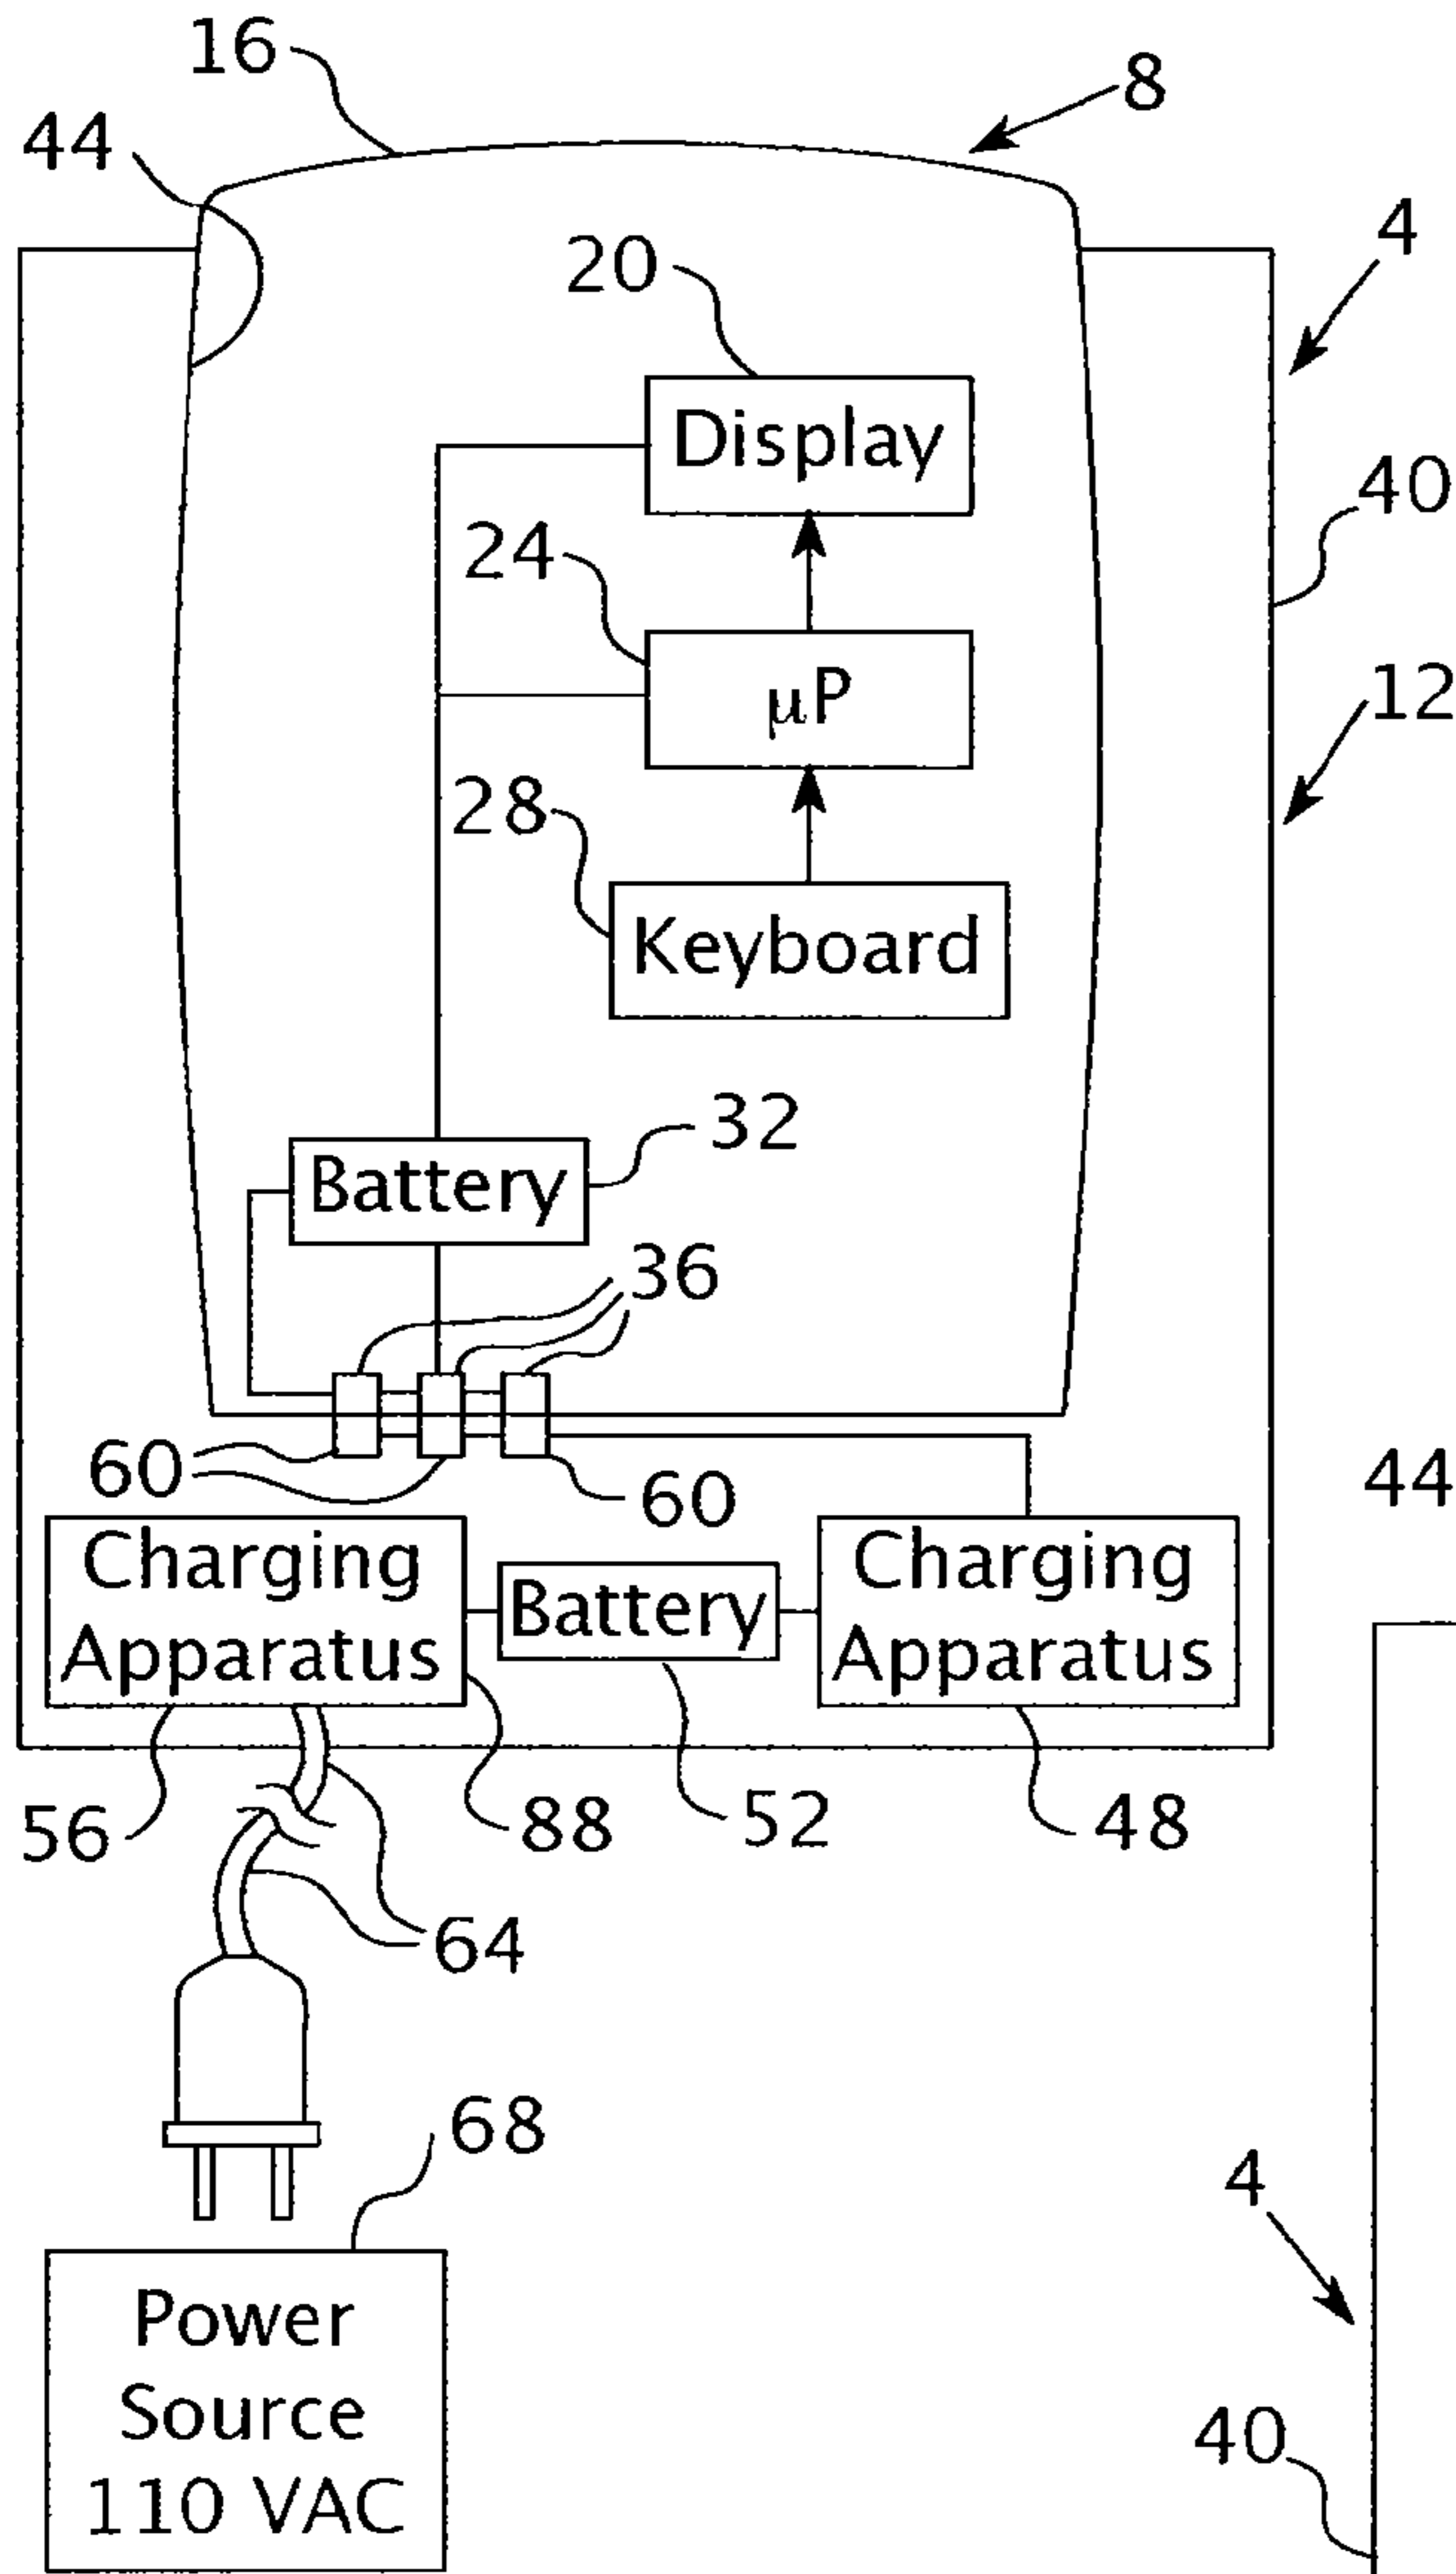 16
8
44
4
20
Display
40
24
μP
12
28
Keyboard
32
Battery
36
60
60
44
Charging
Apparatus
Battery
Charging
Apparatus
56
88
52
48
64
68
4
Power
Source
110 VAC
40